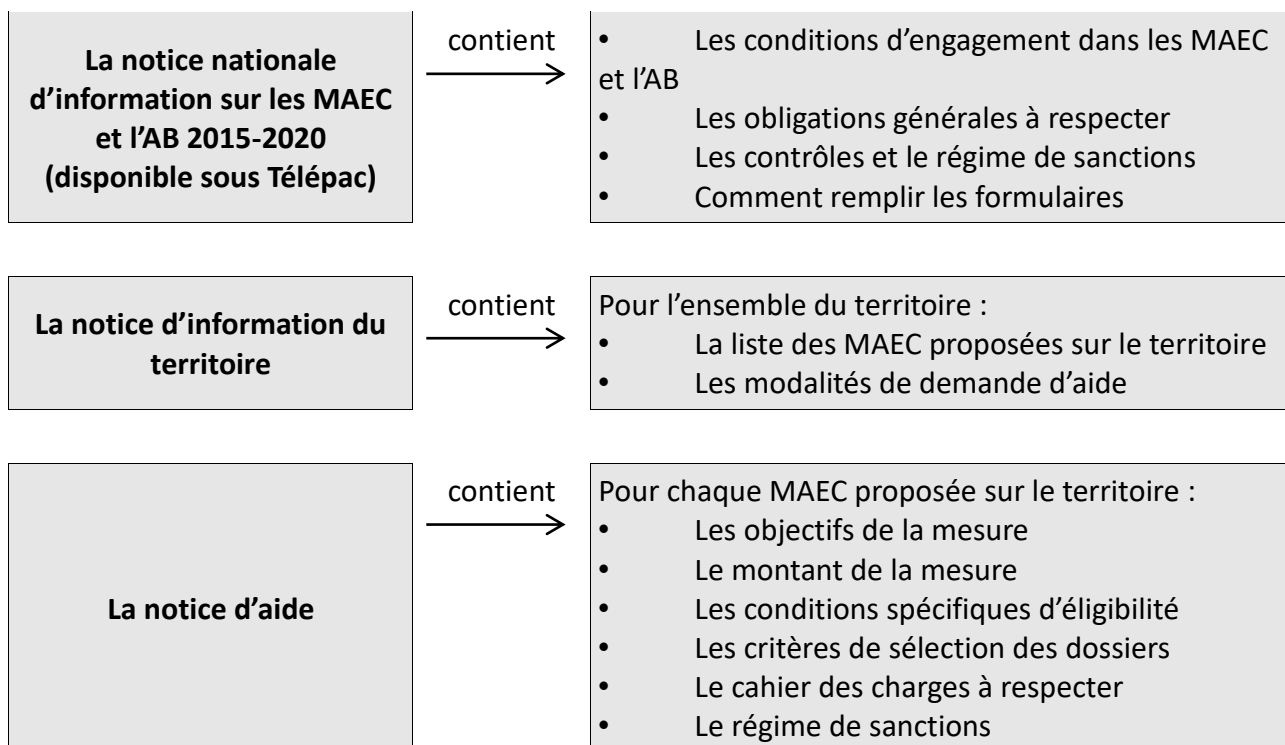 La notice nationale
d’information sur les MAEC
et l’AB 2015-2020
(disponible sous Télépac)
contient
• Les conditions d’engagement dans les MAEC
et l’AB
• Les obligations générales à respecter
• Les contrôles et le régime de sanctions
• Comment remplir les formulaires
La notice d’information du
territoire
contient
Pour l’ensemble du territoire :
• La liste des MAEC proposées sur le territoire
• Les modalités de demande d’aide
La notice d’aide
contient
Pour chaque MAEC proposée sur le territoire :
• Les objectifs de la mesure
• Le montant de la mesure
• Les conditions spécifiques d’éligibilité
• Les critères de sélection des dossiers
• Le cahier des charges à respecter
• Le régime de sanctions